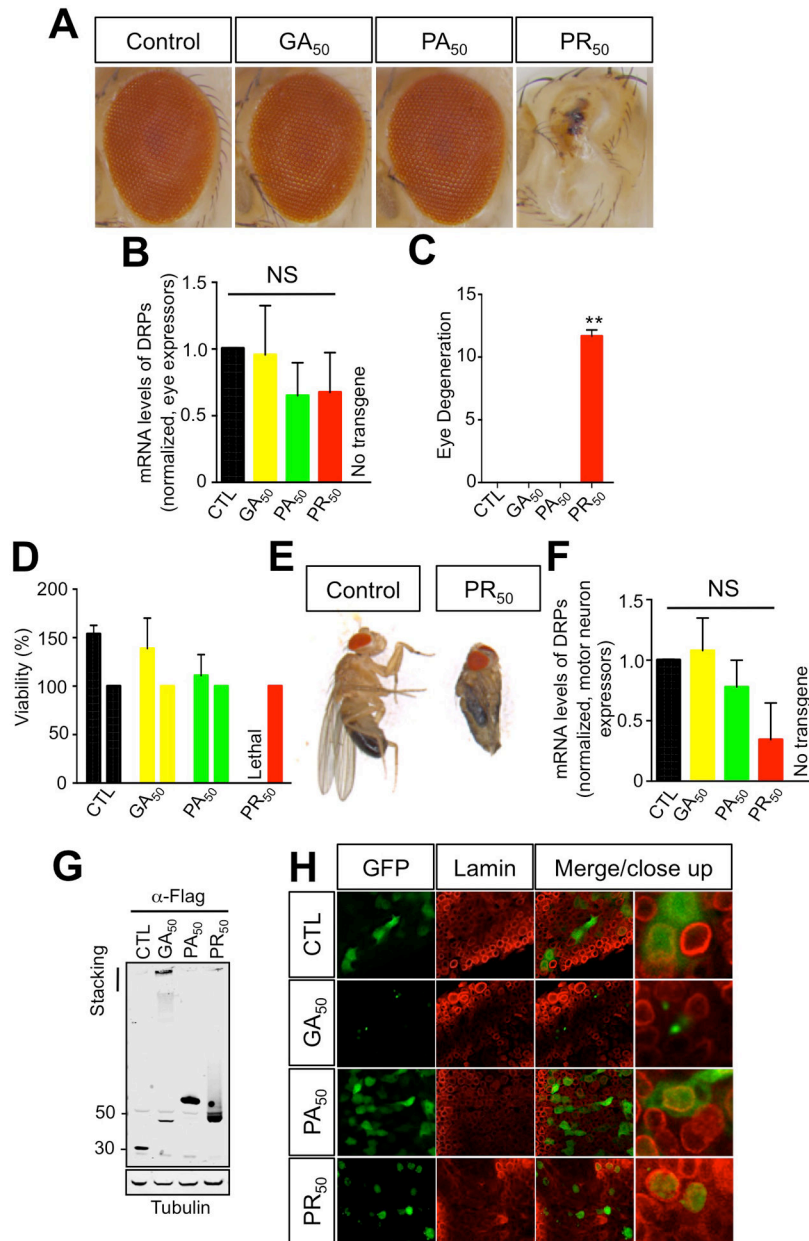 A
Control GA50 PA50 PR50
B
NS
mRNA levels of DRPs
(normalized, eye expressors)
1.5
1.0
0.5
0
CTL GA50 PA50 PR50
No transgene
C
Eye Degeneration
15
10
5
0
**
CTL GA50 PA50 PR50
D
Viability (%)
200
150
100
50
0
Lethal
CTL GA50 PA50 PR50
E
Control PR50
F
NS
mRNA levels of DRPs
(normalized, motor neuron
expressors)
1.5
1.0
0.5
0
CTL GA50 PA50 PR50
No transgene
G
α-Flag
CTL GA50 PA50 PR50
Stacking
50
30
Tubulin
H
GFP Lamin Merge/close up
CTL
GA50
PA50
PR50